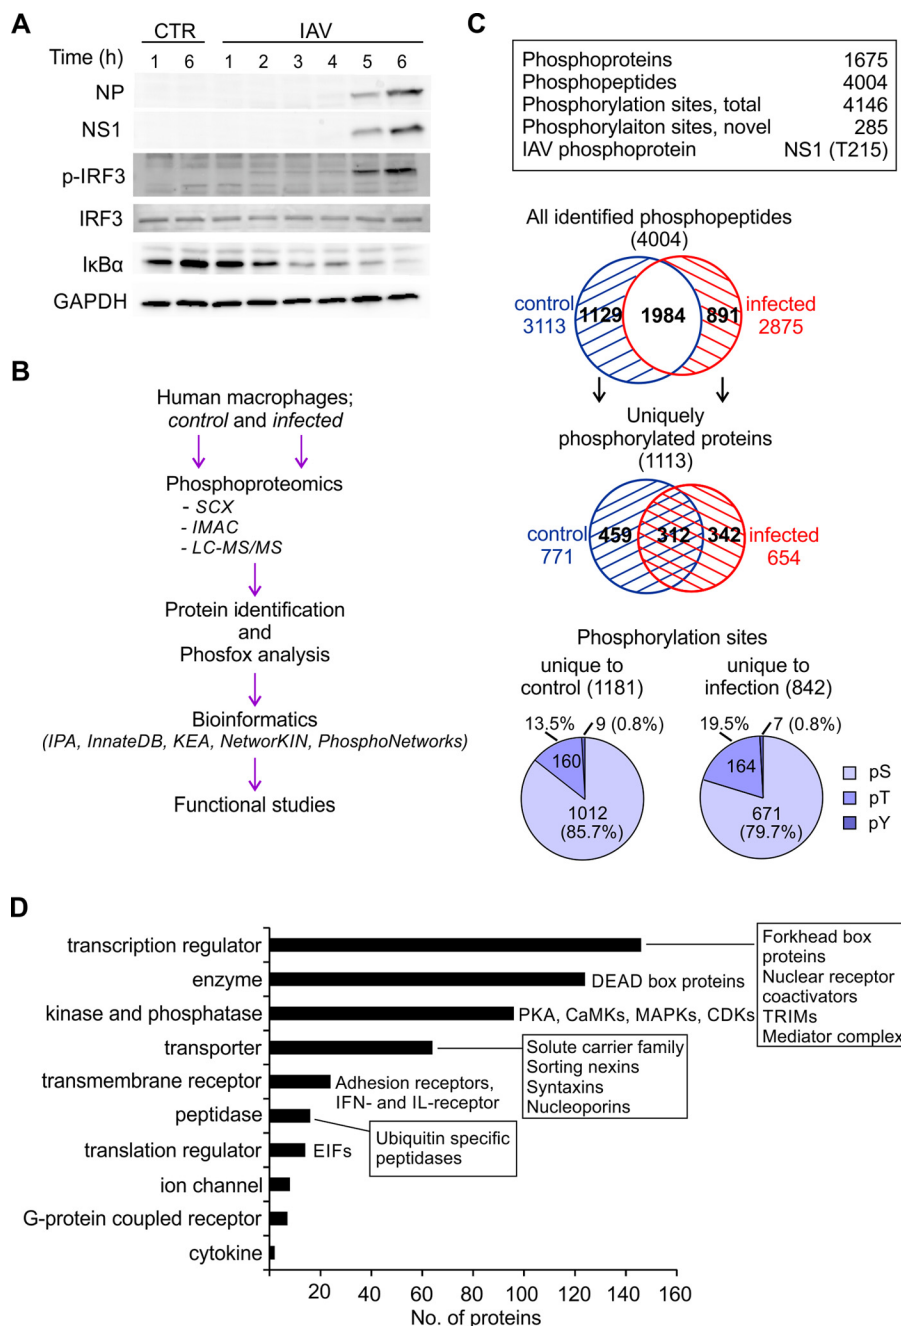 A
CTR IAV
Time (h) 1 6 1 2 3 4 5 6
NP
NS1
p-IRF3
IRF3
IκBα
GAPDH
B
Human macrophages;
control and infected
Phosphoproteomics
- SCX
- IMAC
- LC-MS/MS
Protein identification
and
Phosfox analysis
Bioinformatics
(IPA, InnateDB, KEA, NetworKIN, PhosphoNetworks)
Functional studies
C
Phosphoproteins 1675
Phosphopeptides 4004
Phosphorylation sites, total 4146
Phosphorylaiton sites, novel 285
IAV phosphoprotein NS1 (T215)
All identified phosphopeptides
(4004)
control 1129 1984 891 infected
3113 2875
Uniquely
phosphorylated proteins
(1113)
control 459 312 342 infected
771 654
Phosphorylation sites
unique to unique to
control (1181) infection (842)
13.5% 9 (0.8%) 19.5% 7 (0.8%)
160 164
1012 671
(85.7%) (79.7%)
pS
pT
pY
D
transcription regulator
Forkhead box
proteins
Nuclear receptor
coactivators
TRIMs
Mediator complex
enzyme DEAD box proteins
kinase and phosphatase PKA, CaMKs, MAPKs, CDKs
transporter
Solute carrier family
Sorting nexins
Syntaxins
Nucleoporins
transmembrane receptor Adhesion receptors,
IFN- and IL-receptor
peptidase
Ubiquitin specific
peptidases
translation regulator EIFs
ion channel
G-protein coupled receptor
cytokine
20 40 60 80 100 120 140 160
No. of proteins